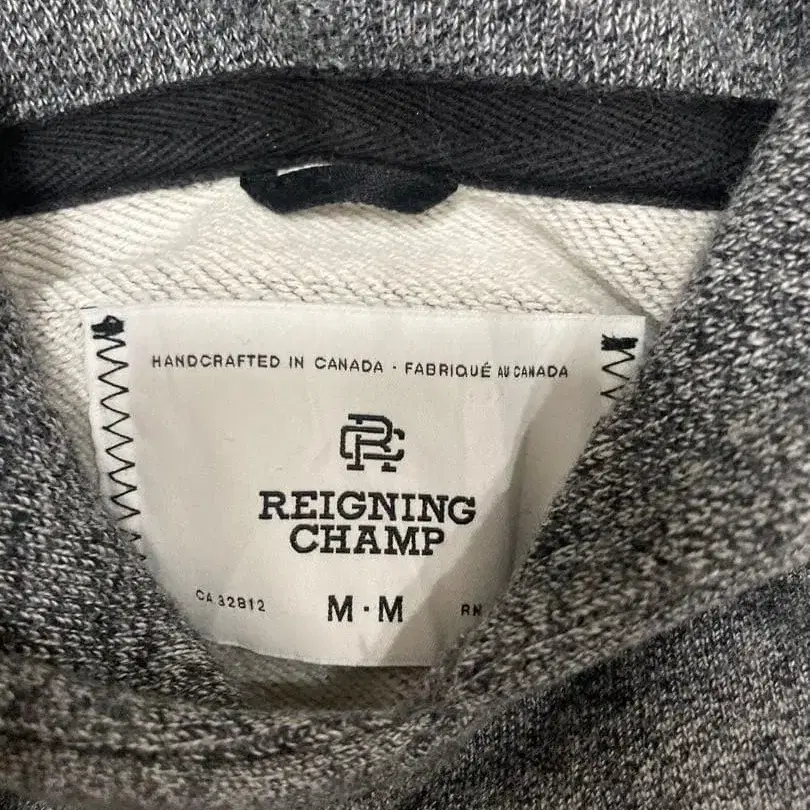 HANDCRAFTED IN CANADA · FABRIQUÉ AU CANADA
RC
REIGNING
CHAMP
CA 32812 M · M RN